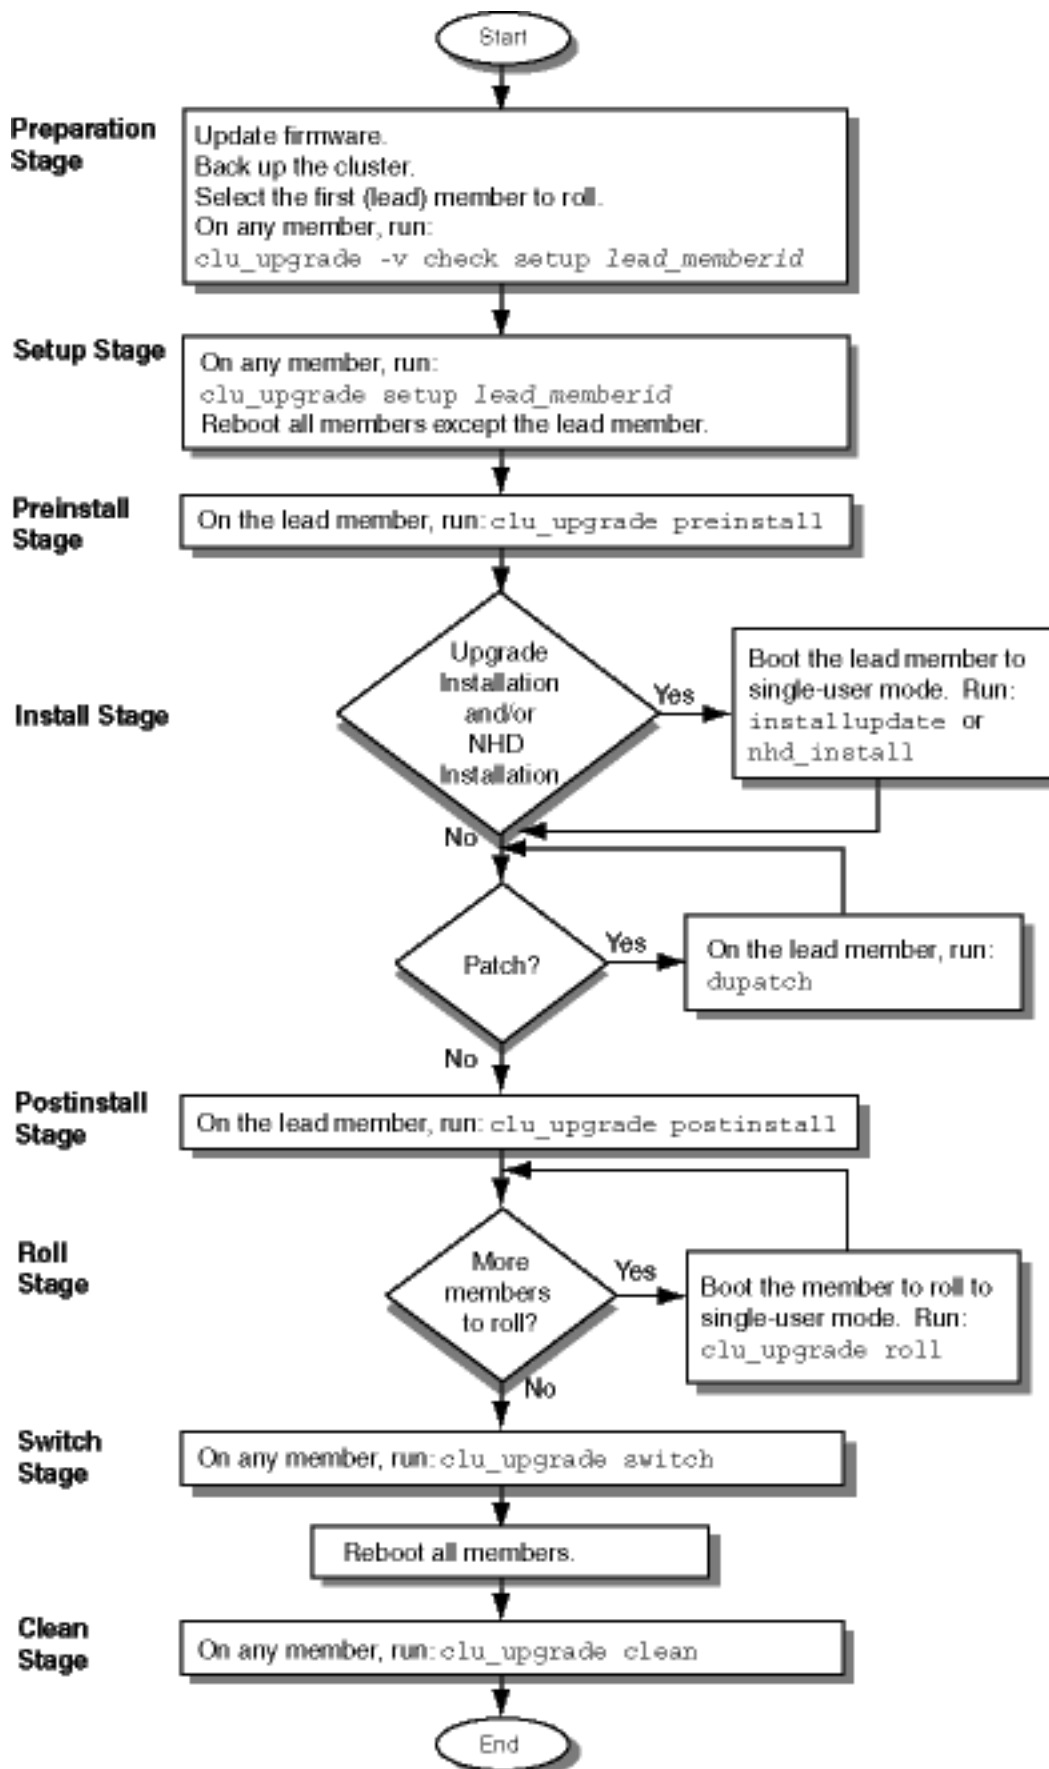 Start
Preparation
Stage
Update firmware.
Back up the cluster.
Select the first (lead) member to roll.
On any member, run:
clu_upgrade -v check setup lead_memberid
Setup Stage
On any member, run:
clu_upgrade setup lead_memberid
Reboot all members except the lead member.
Preinstall
Stage
On the lead member, run: clu_upgrade preinstall
Install Stage
Upgrade
Installation
and/or
NHD
Installation
Yes
Boot the lead member to
single-user mode. Run:
installupdate or
nhd_install
No
Patch?
Yes
On the lead member, run:
dupatch
No
Postinstall
Stage
On the lead member, run: clu_upgrade postinstall
Roll
Stage
More
members
to roll?
Yes
Boot the member to roll to
single-user mode. Run:
clu_upgrade roll
No
Switch
Stage
On any member, run: clu_upgrade switch
Reboot all members.
Clean
Stage
On any member, run: clu_upgrade clean
End